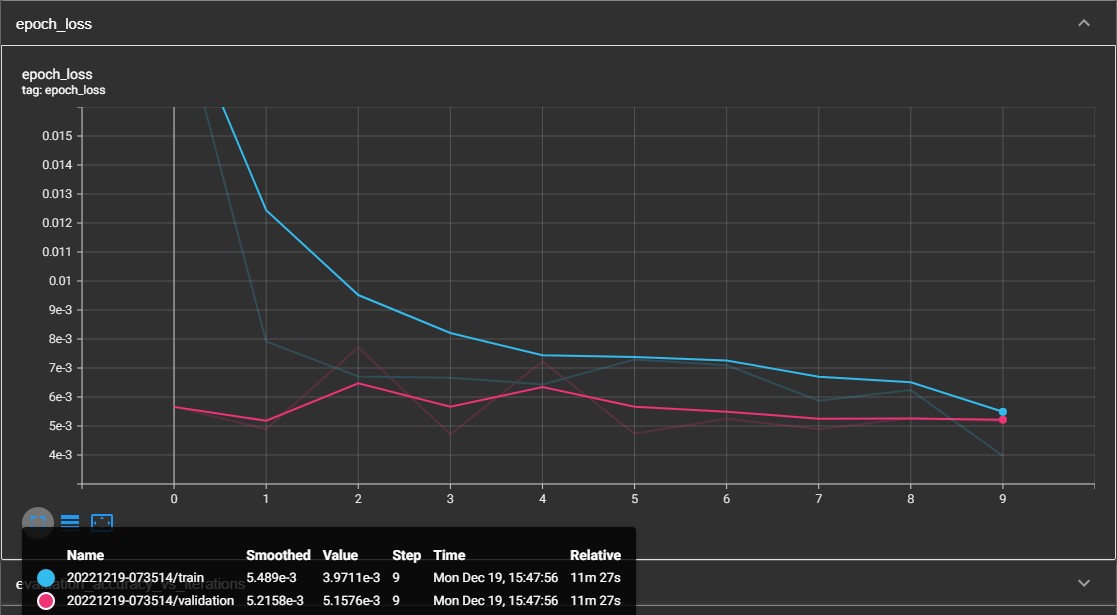 epoch_loss
epoch_loss
tag: epoch_loss
0.015
0.014
0.013
0.012
0.011
0.01
9e-3
8e-3
7e-3
6e-3
5e-3
4e-3
0 1 2 3 4 5 6 7 8 9
Name Smoothed Value Step Time Relative
20221219-073514/train 5.489e-3 3.9711e-3 9 Mon Dec 19, 15:47:56 11m 27s
evaluation_accuracy_vs_iterations
20221219-073514/validation 5.2158e-3 5.1576e-3 9 Mon Dec 19, 15:47:56 11m 27s